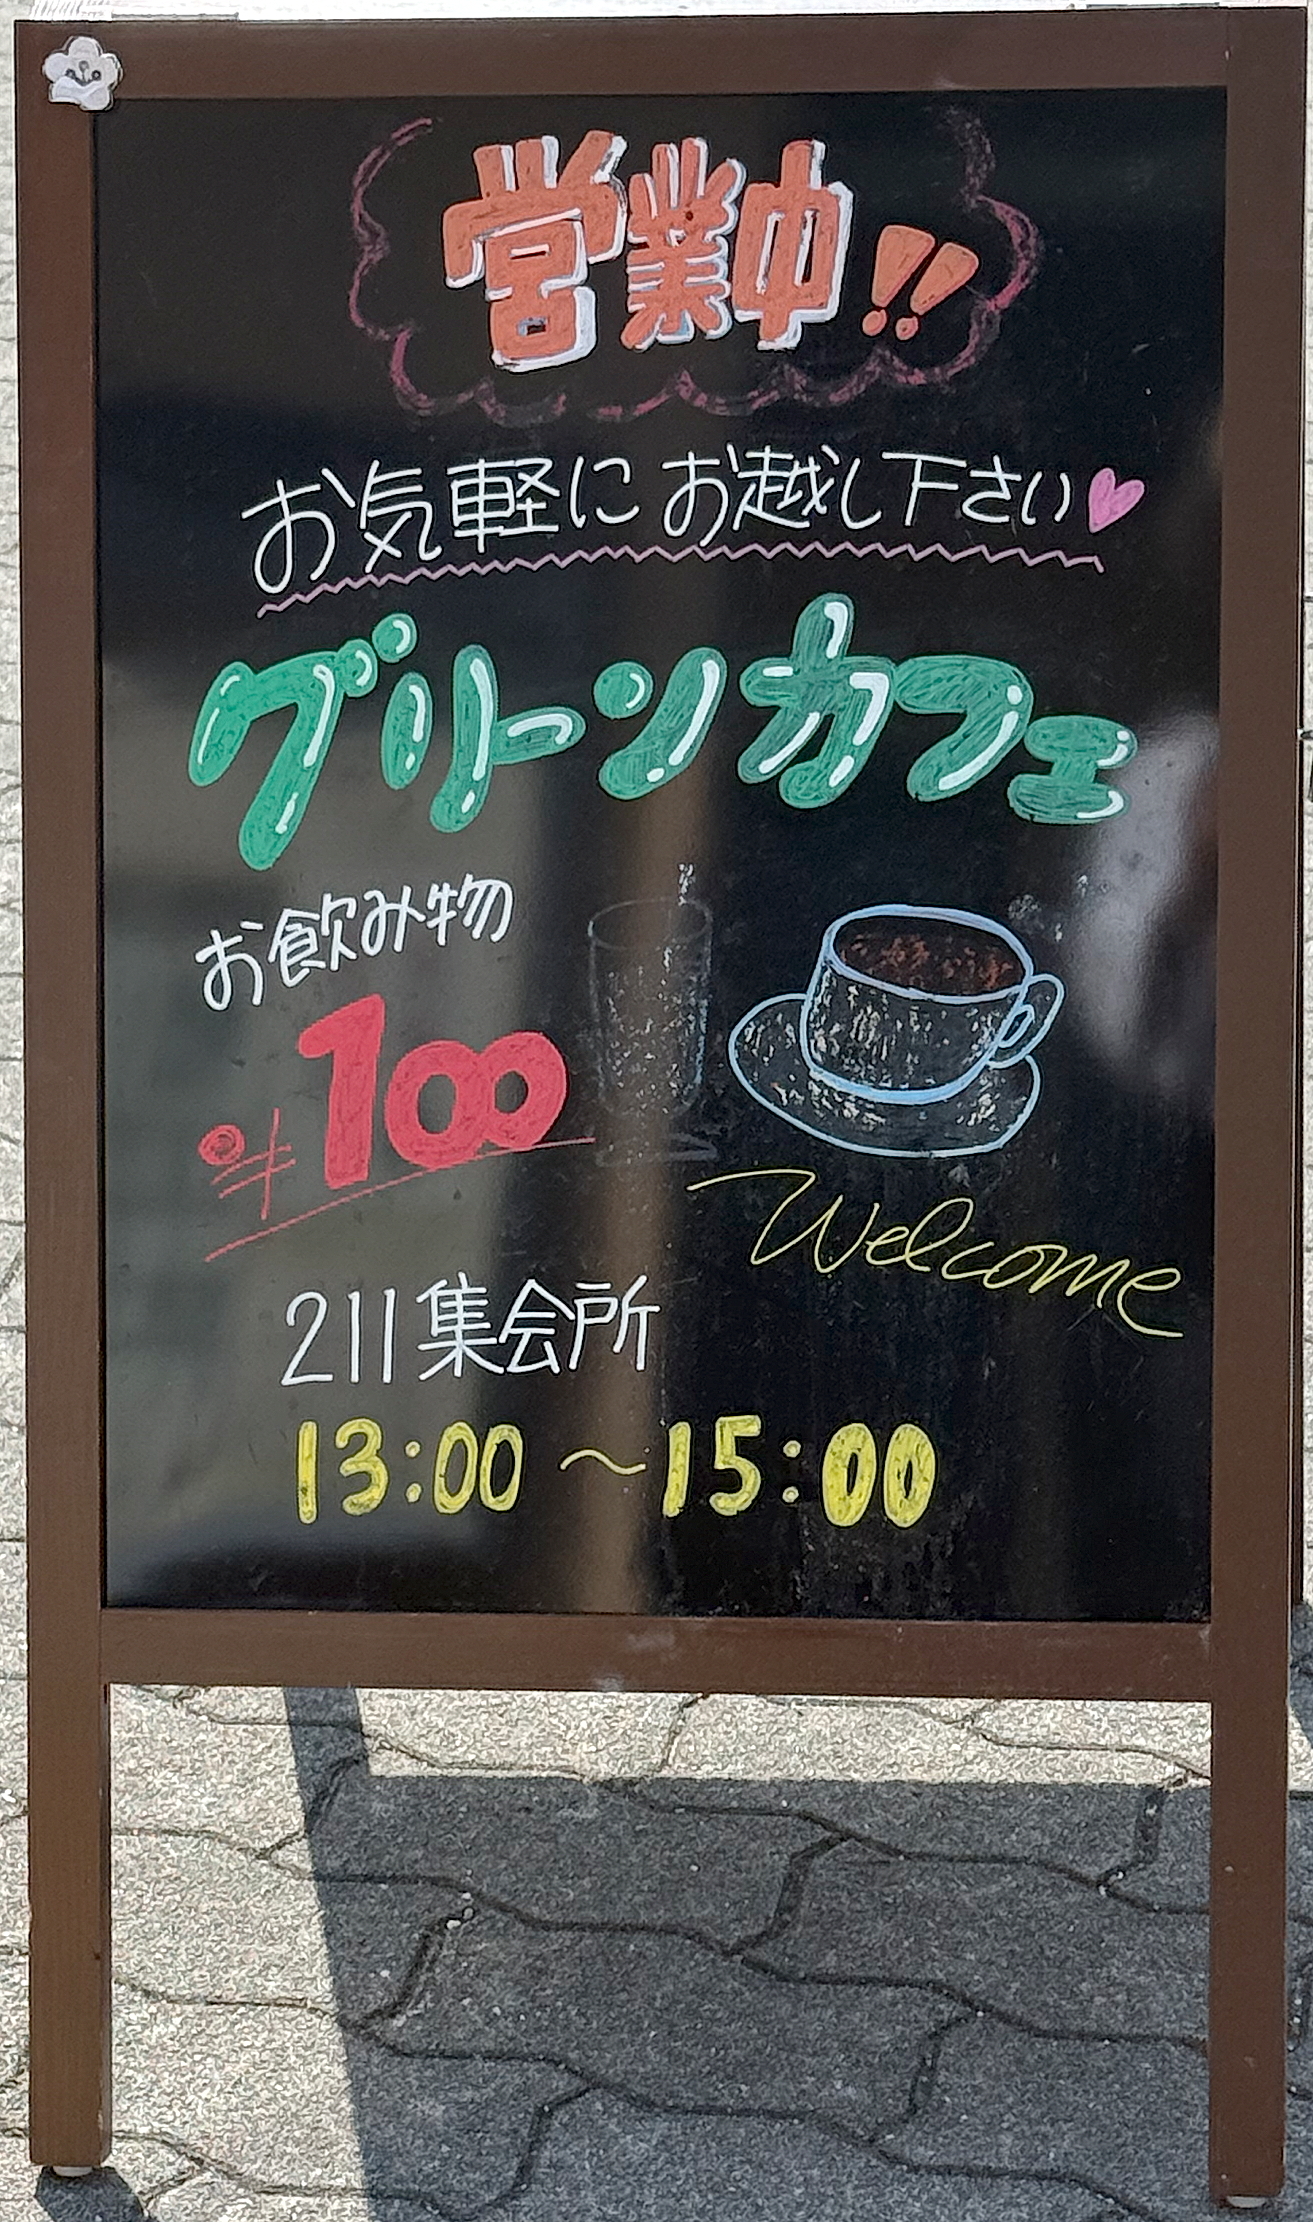 営業中!!
お気軽にお越し下さい♥
グリーンカフェ
お飲み物
¥100
Welcome
211集会所
13:00～15:00